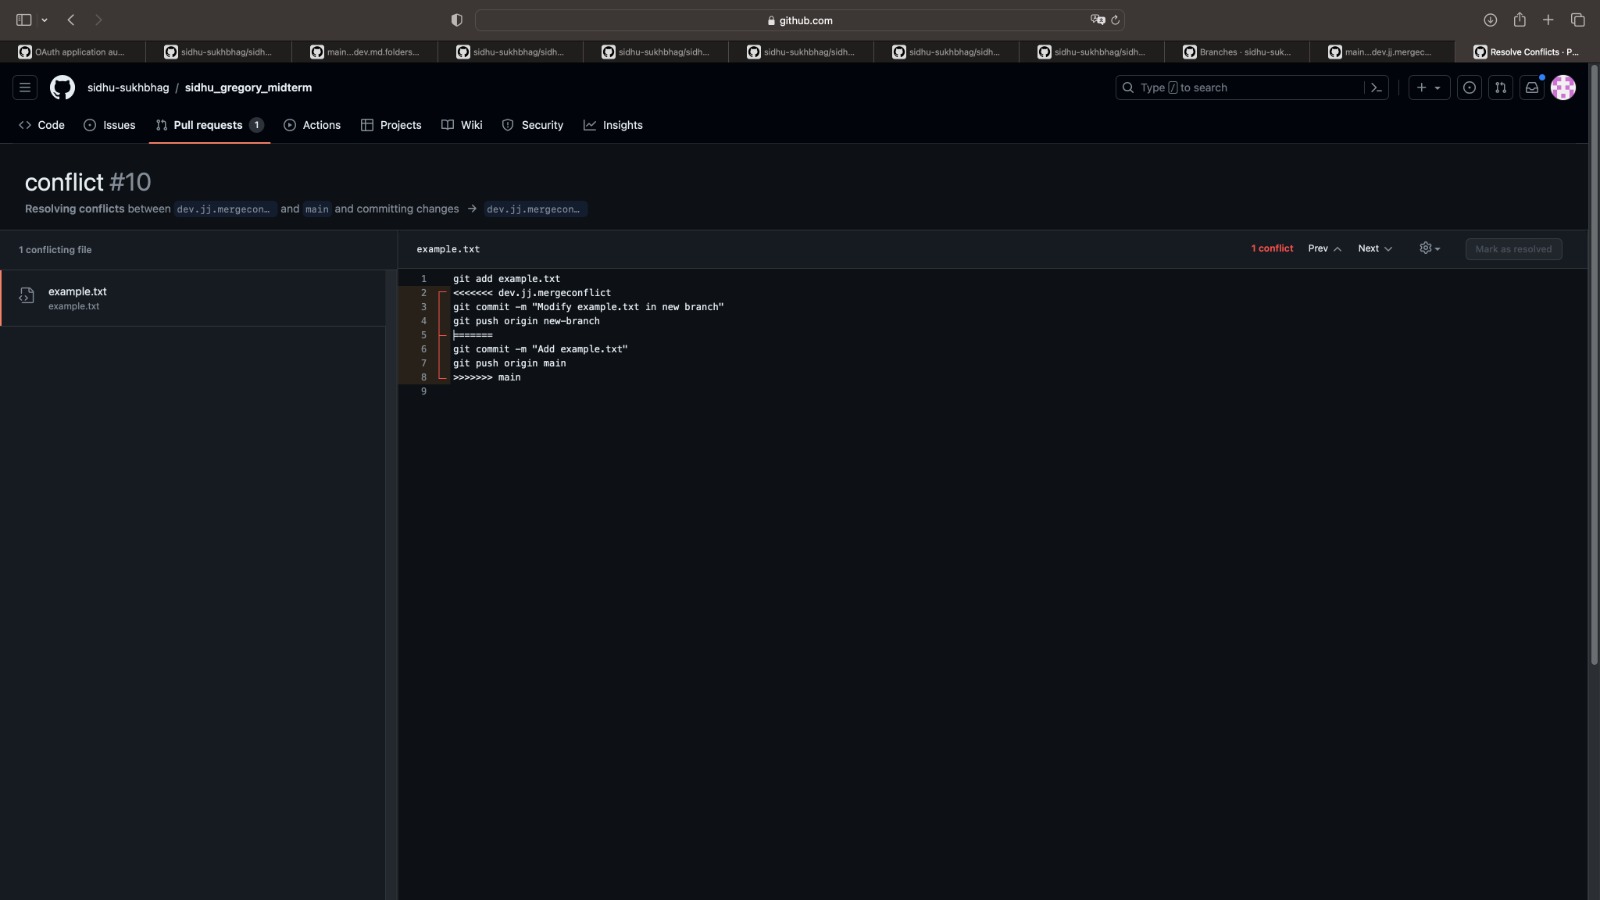 github.com
OAuth application au...
sidhu-sukhbhag/sidh...
main...dev.md.folders...
sidhu-sukhbhag/sidh...
sidhu-sukhbhag/sidh...
sidhu-sukhbhag/sidh...
sidhu-sukhbhag/sidh...
sidhu-sukhbhag/sidh...
Branches · sidhu-suk...
main...dev.jj.mergec...
Resolve Conflicts · P...
sidhu-sukhbhag / sidhu_gregory_midterm
Type / to search
Code
Issues
Pull requests 1
Actions
Projects
Wiki
Security
Insights
conflict #10
Resolving conflicts between dev.jj.mergecon… and main and committing changes → dev.jj.mergecon…
1 conflicting file
example.txt
example.txt
example.txt
1 conflict
Prev
Next
Mark as resolved
1 git add example.txt
2 <<<<<<< dev.jj.mergeconflict
3 git commit -m "Modify example.txt in new branch"
4 git push origin new-branch
5 =======
6 git commit -m "Add example.txt"
7 git push origin main
8 >>>>>>> main
9